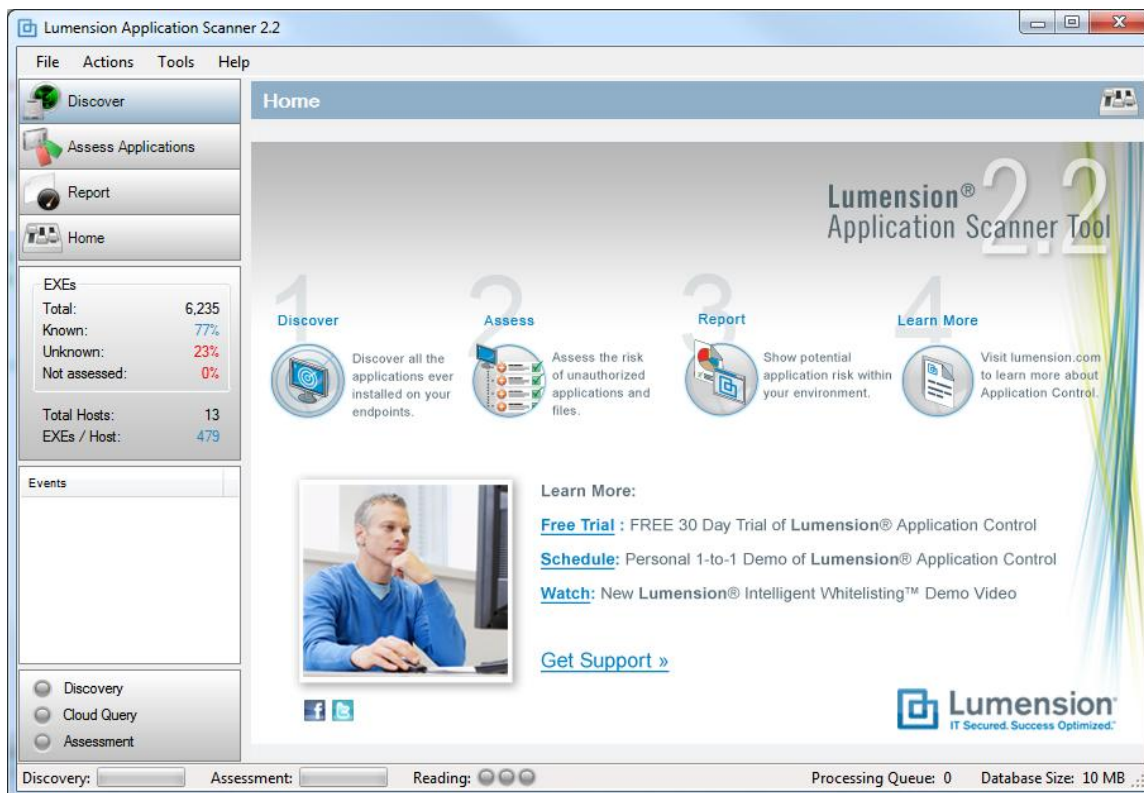 Lumension Application Scanner 2.2
File Actions Tools Help
Discover
Assess Applications
Report
Home
EXEs
Total: 6,235
Known: 77%
Unknown: 23%
Not assessed: 0%
Total Hosts: 13
EXEs / Host: 479
Events
Discovery
Cloud Query
Assessment
Home
2.2
Lumension®
Application Scanner Tool
1
Discover
Discover all the
applications ever
installed on your
endpoints.
2
Assess
Assess the risk
of unauthorized
applications and
files.
3
Report
Show potential
application risk within
your environment.
4
Learn More
Visit lumension.com
to learn more about
Application Control.
Learn More:
Free Trial : FREE 30 Day Trial of Lumension® Application Control
Schedule: Personal 1-to-1 Demo of Lumension® Application Control
Watch: New Lumension® Intelligent Whitelisting™ Demo Video
Get Support »
Lumension
IT Secured. Success Optimized.
Discovery: Assessment: Reading: Processing Queue: 0 Database Size: 10 MB